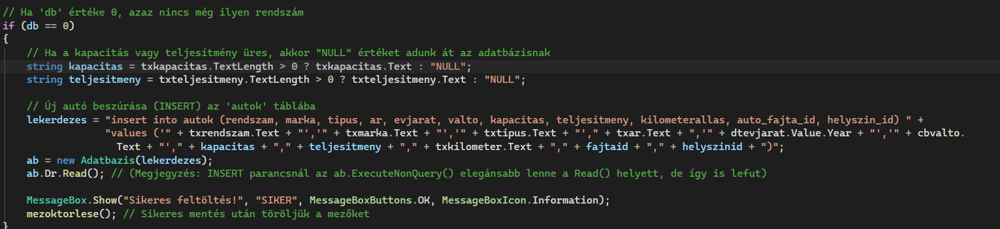 // Ha 'db' értéke 0, azaz nincs még ilyen rendszám
if (db == 0)
{
// Ha a kapacitás vagy teljesítmény üres, akkor "NULL" értéket adunk át az adatbázisnak
string kapacitas = txkapacitas.TextLength > 0 ? txkapacitas.Text : "NULL";
string teljesitmeny = txteljesitmeny.TextLength > 0 ? txteljesitmeny.Text : "NULL";
// Új autó beszúrása (INSERT) az 'autok' táblába
lekerdezes = "insert into autok (rendszam, marka, tipus, ar, evjarat, valto, kapacitas, teljesitmeny, kilometerallas, auto_fajta_id, helyszin_id) " +
"values ('" + txrendszam.Text + "','" + txmarka.Text + "','" + txtipus.Text + "'," + txar.Text + ",'" + dtevjarat.Value.Year + "','" + cbvalto.
Text + "'," + kapacitas + "," + teljesitmeny + "," + txkilometer.Text + "," + fajtaid + "," + helyszinid + ")";
ab = new Adatbazis(lekerdezes);
ab.Dr.Read(); // (Megjegyzés: INSERT parancsnál az ab.ExecuteNonQuery() elegánsabb lenne a Read() helyett, de így is lefut)
MessageBox.Show("Sikeres feltöltés!", "SIKER", MessageBoxButtons.OK, MessageBoxIcon.Information);
mezoktorlese(); // Sikeres mentés után töröljük a mezőket
}